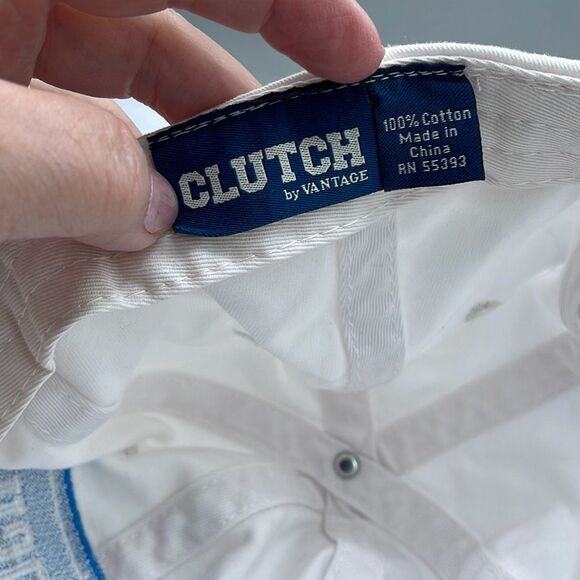 CLUTCH
by VANTAGE
100% Cotton
Made in
China
RN 55393